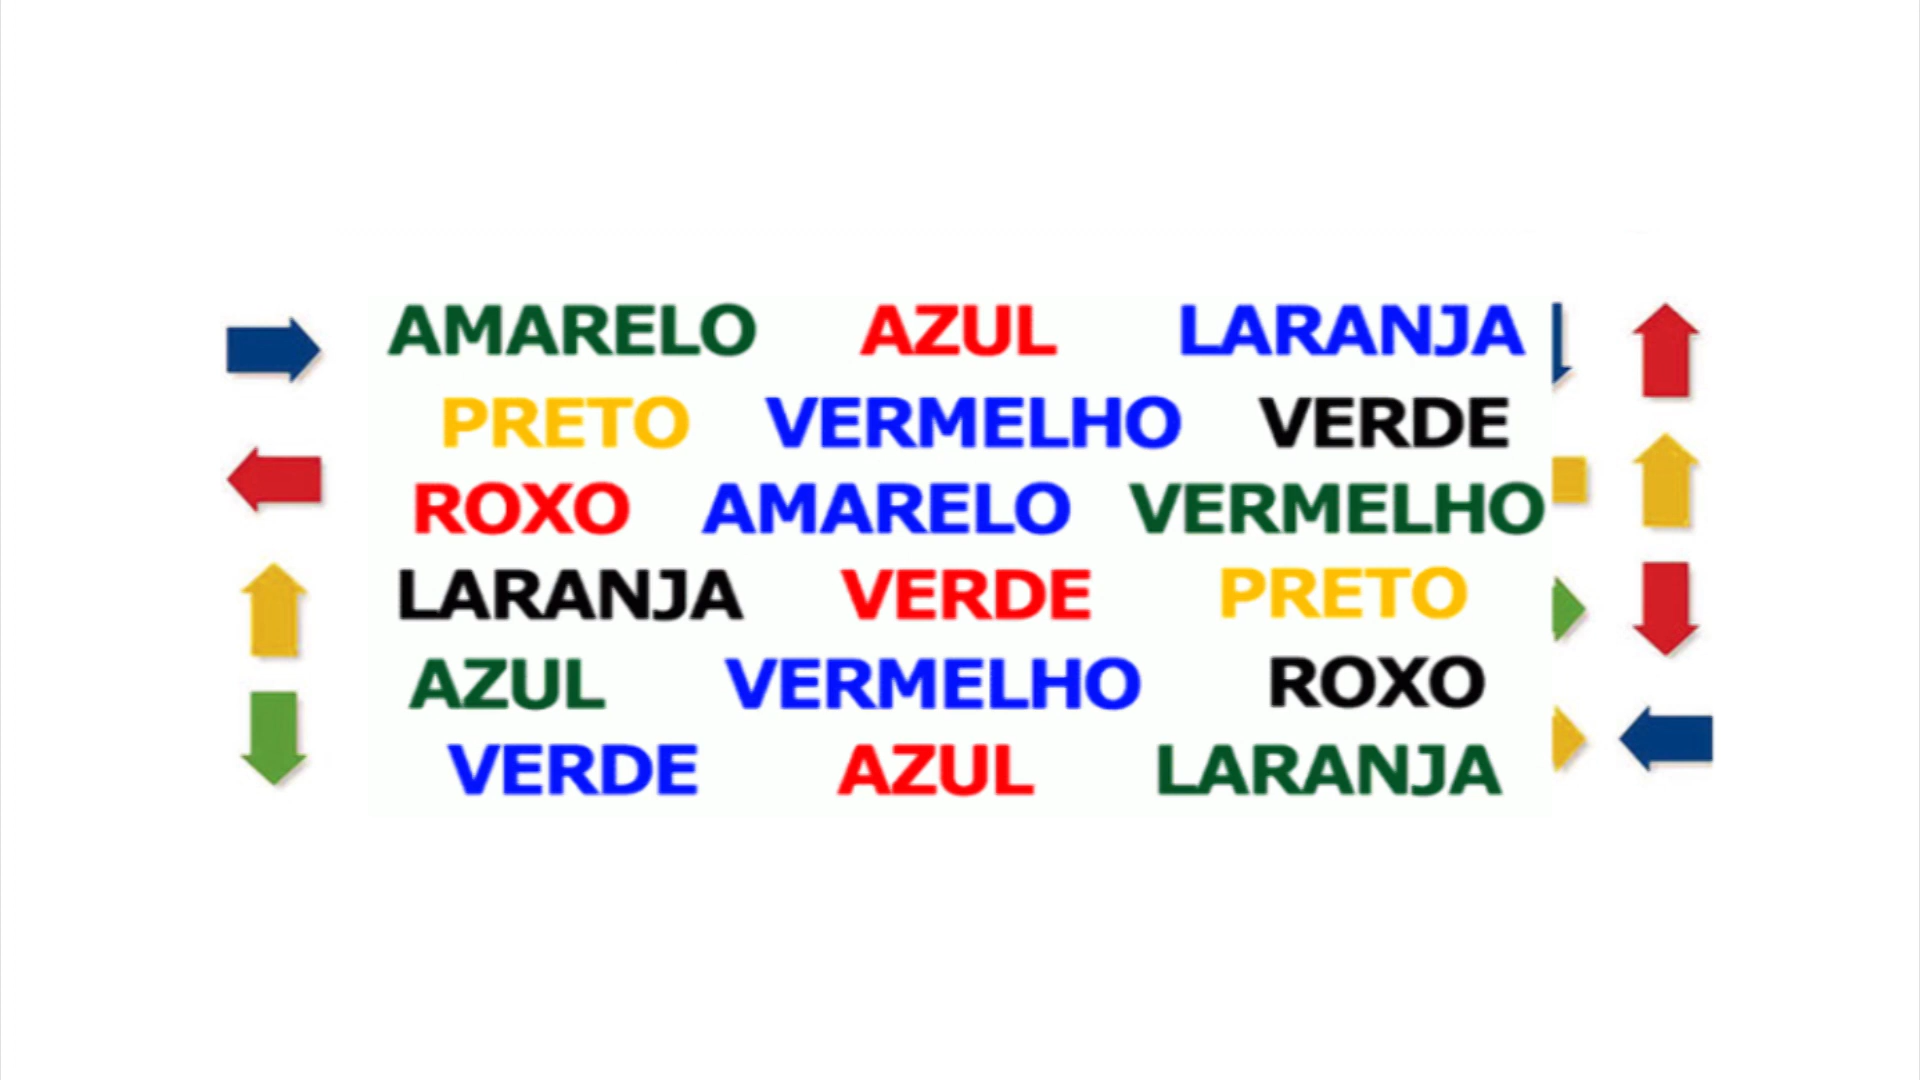 AMARELO AZUL LARANJA
PRETO VERMELHO VERDE
ROXO AMARELO VERMELHO
LARANJA VERDE PRETO
AZUL VERMELHO ROXO
VERDE AZUL LARANJA